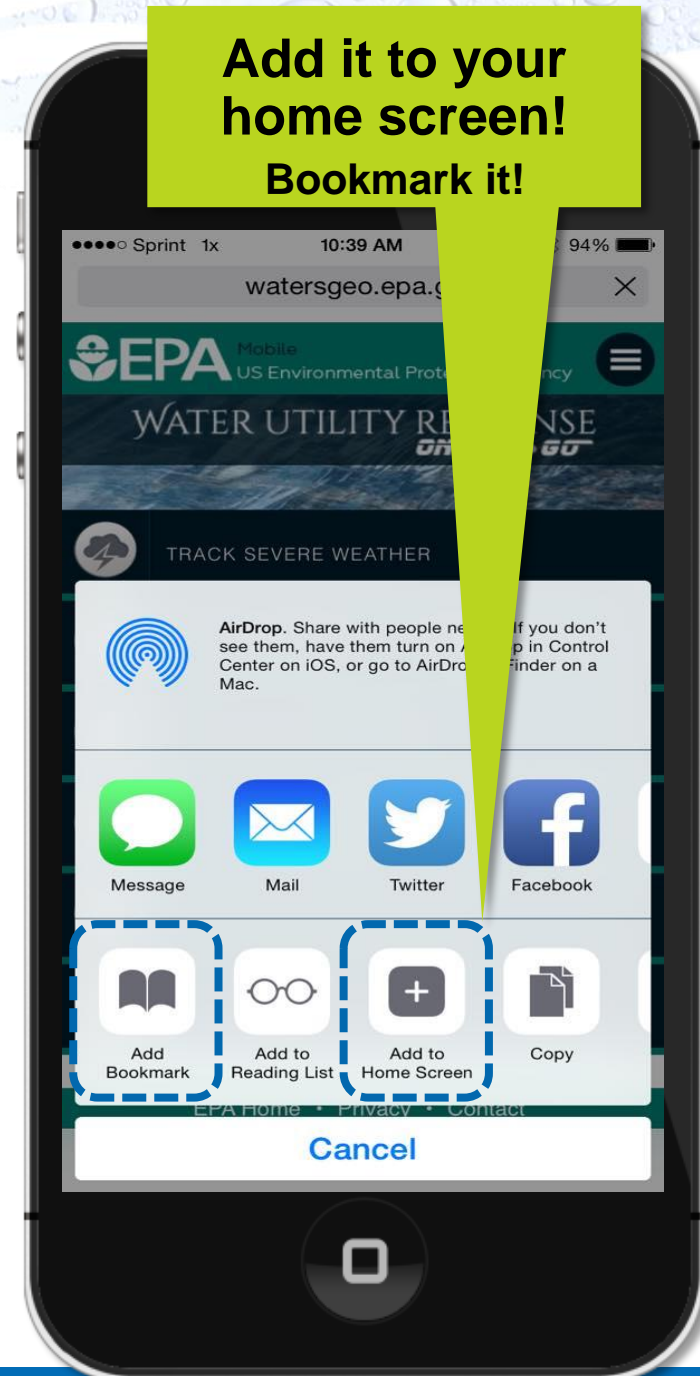 Add it to your
home screen!
Bookmark it!
Sprint 1x 10:39 AM 94%
watersgeo.epa.g
EPA Mobile
US Environmental Prote ncy
WATER UTILITY RE NSE
ON GO
TRACK SEVERE WEATHER
AirDrop. Share with people ne If you don't
see them, have them turn on A p in Control
Center on iOS, or go to AirDro Finder on a
Mac.
Message Mail Twitter Facebook
Add
Bookmark
Add to
Reading List
Add to
Home Screen
Copy
EPA Home • Privacy • Contact
Cancel